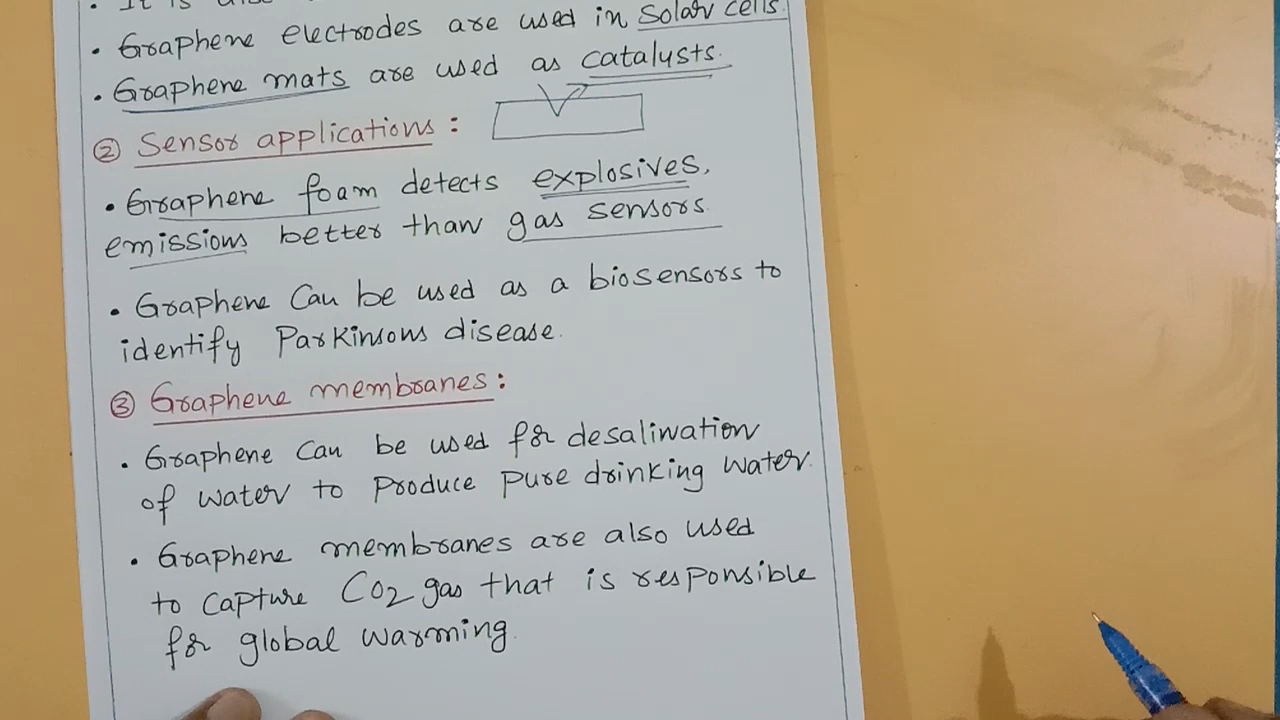 • It is also
• Graphene electrodes are used in solar cells.
• Graphene mats are used as catalysts.
② Sensor applications :
• Graphene foam detects explosives,
emissions better than gas sensors.
• Graphene Can be used as a biosensors to
identify Parkinsons disease.
③ Graphene membranes :
• Graphene Can be used for desalination
of water to Produce Pure drinking water.
• Graphene membranes are also used
to capture CO2 gas that is responsible
for global warming.